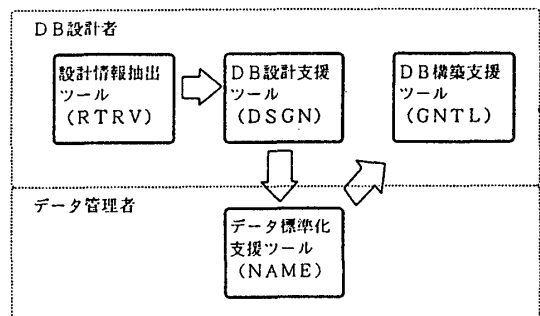 DB設計者
設計情報抽出
ツール
(RTRV)
DB設計支援
ツール
(DSGN)
DB構築支援
ツール
(GNTL)
データ管理者
データ標準化
支援ツール
(NAME)